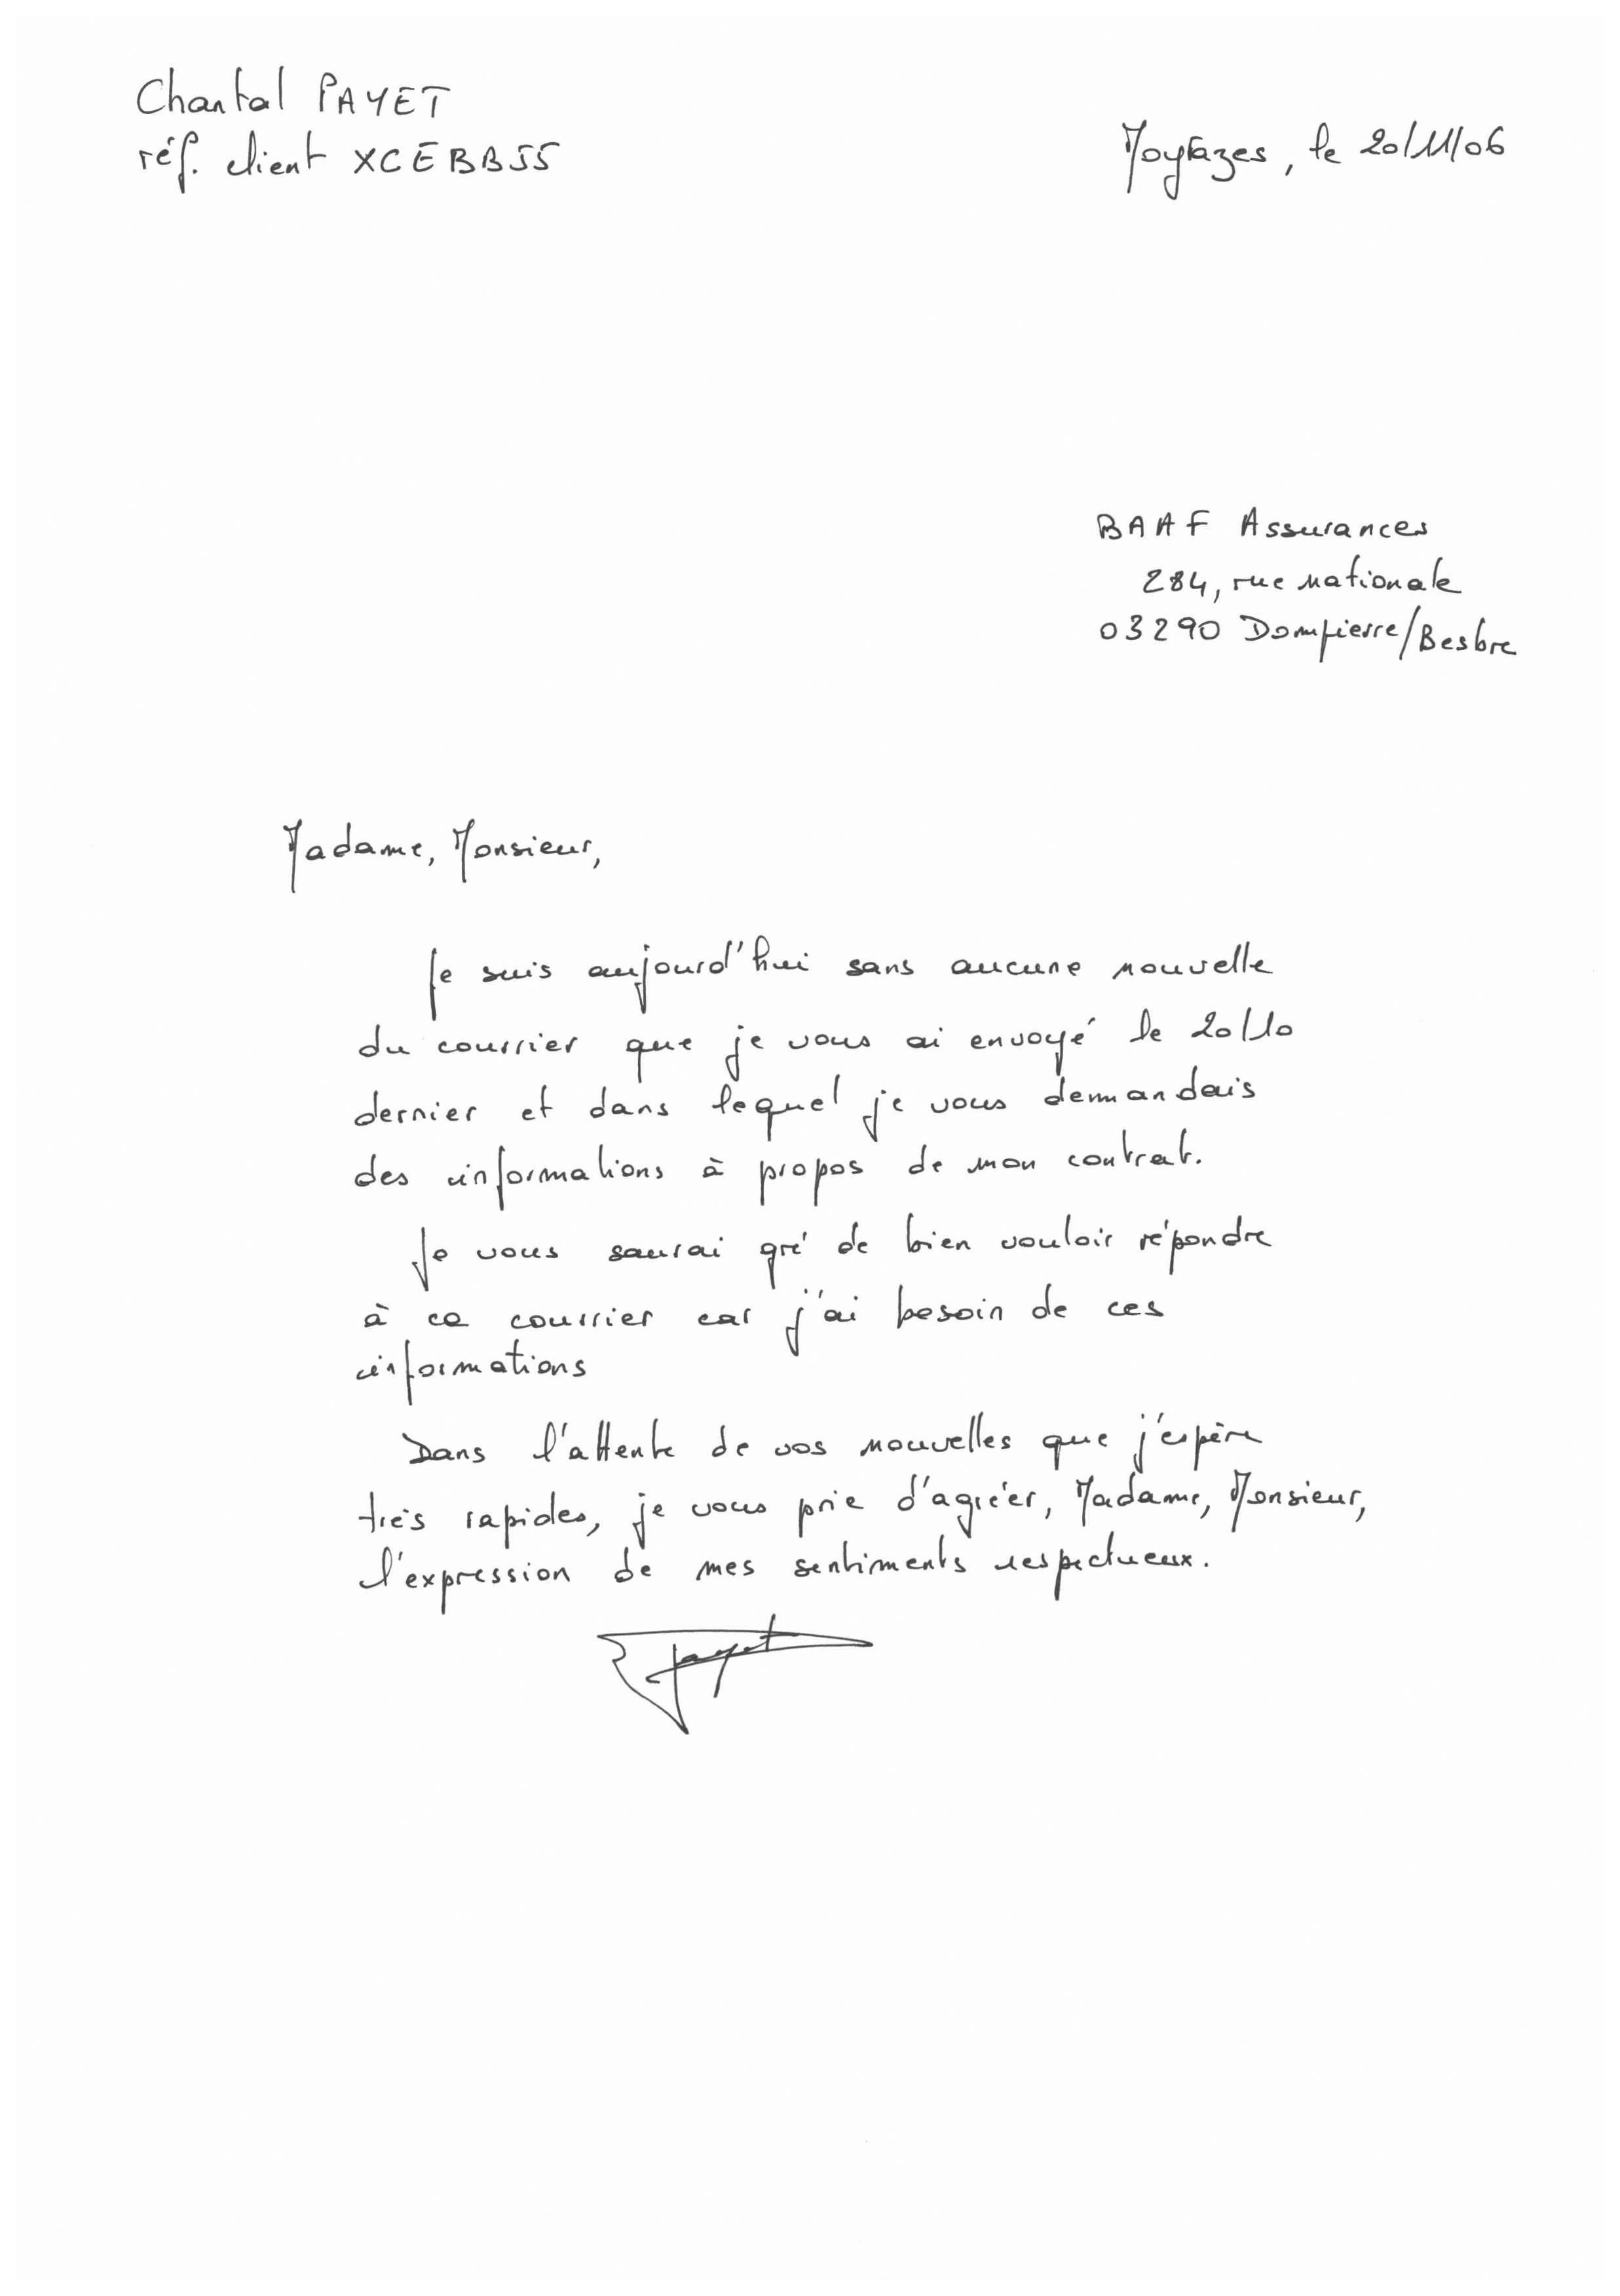 Chantal PAYET
réf. client XCEBB55
Moytazes, le 20/11/06
BAAF Assurances
284, rue nationale
03290 Dompierre/Besbre
Madame, Monsieur,
Je suis aujourd'hui sans aucune nouvelle
du courrier que je vous ai envoyé le 20/10
dernier et dans lequel je vous demandais
des informations à propos de mon contrat.
Je vous saurai gré de bien vouloir répondre
à ce courrier car j'ai besoin de ces
informations
Dans l'attente de vos nouvelles que j'espère
très rapides, je vous prie d'agréer, Madame, Monsieur,
l'expression de mes sentiments respectueux.
Payet